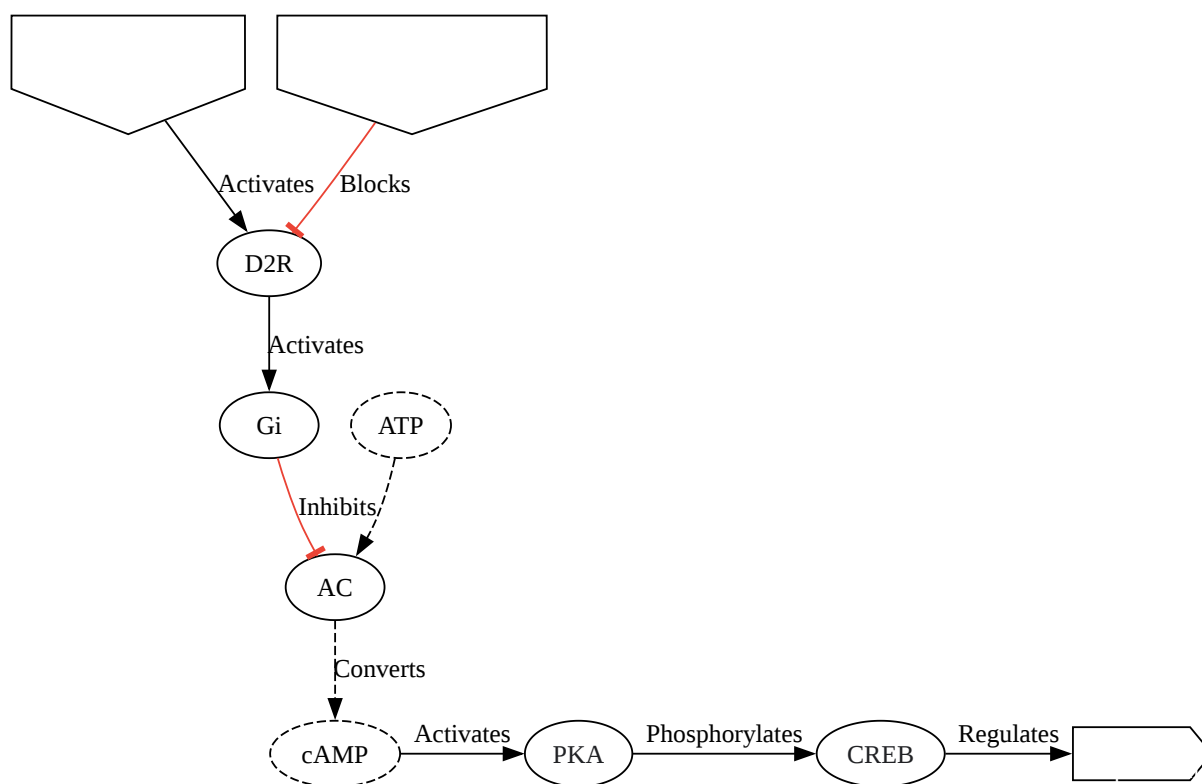 Activates
Blocks
D2R
Activates
Gi
ATP
Inhibits
AC
Converts
cAMP
Activates
PKA
Phosphorylates
CREB
Regulates